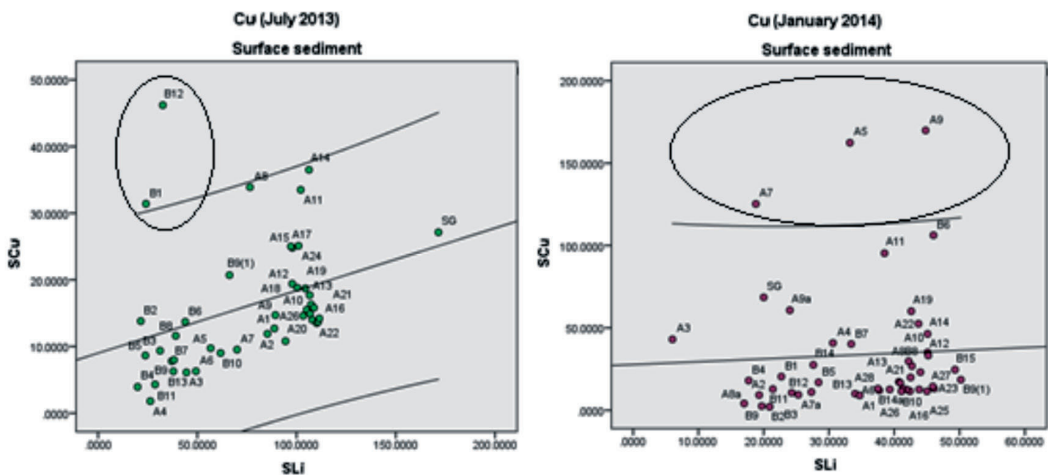 Cu (July 2013)
Surface sediment
SCu
50.0000
40.0000
30.0000
20.0000
10.0000
.0000
B12
B1
A8
A14
A11
SG
A15
A17
A24
B9(1)
A12
A19
A18
A13
A10
A21
A9
A16
A1
A26
A20
A22
A2
A7
B2
B6
B8
B3
A5
B5
B7
A6
B10
B9
B13
A3
B4
B11
A4
.0000 50.0000 100.0000 150.0000 200.0000
SLi
Cu (January 2014)
Surface sediment
SCu
200.0000
150.0000
100.0000
50.0000
.0000
A9
A5
A7
B6
A11
SG
A9a
A19
A3
A22
A14
A4
B7
A10
A12
B14
A13
B8
B1
B15
B4
B5
A21
A27
A2
B12
B13
A28
A23
B9(1)
A8a
B11
A7a
A1
B14a
B10
A25
B9
B2
B3
A26
A16
.0000 10.0000 20.0000 30.0000 40.0000 50.0000 60.0000
SLi